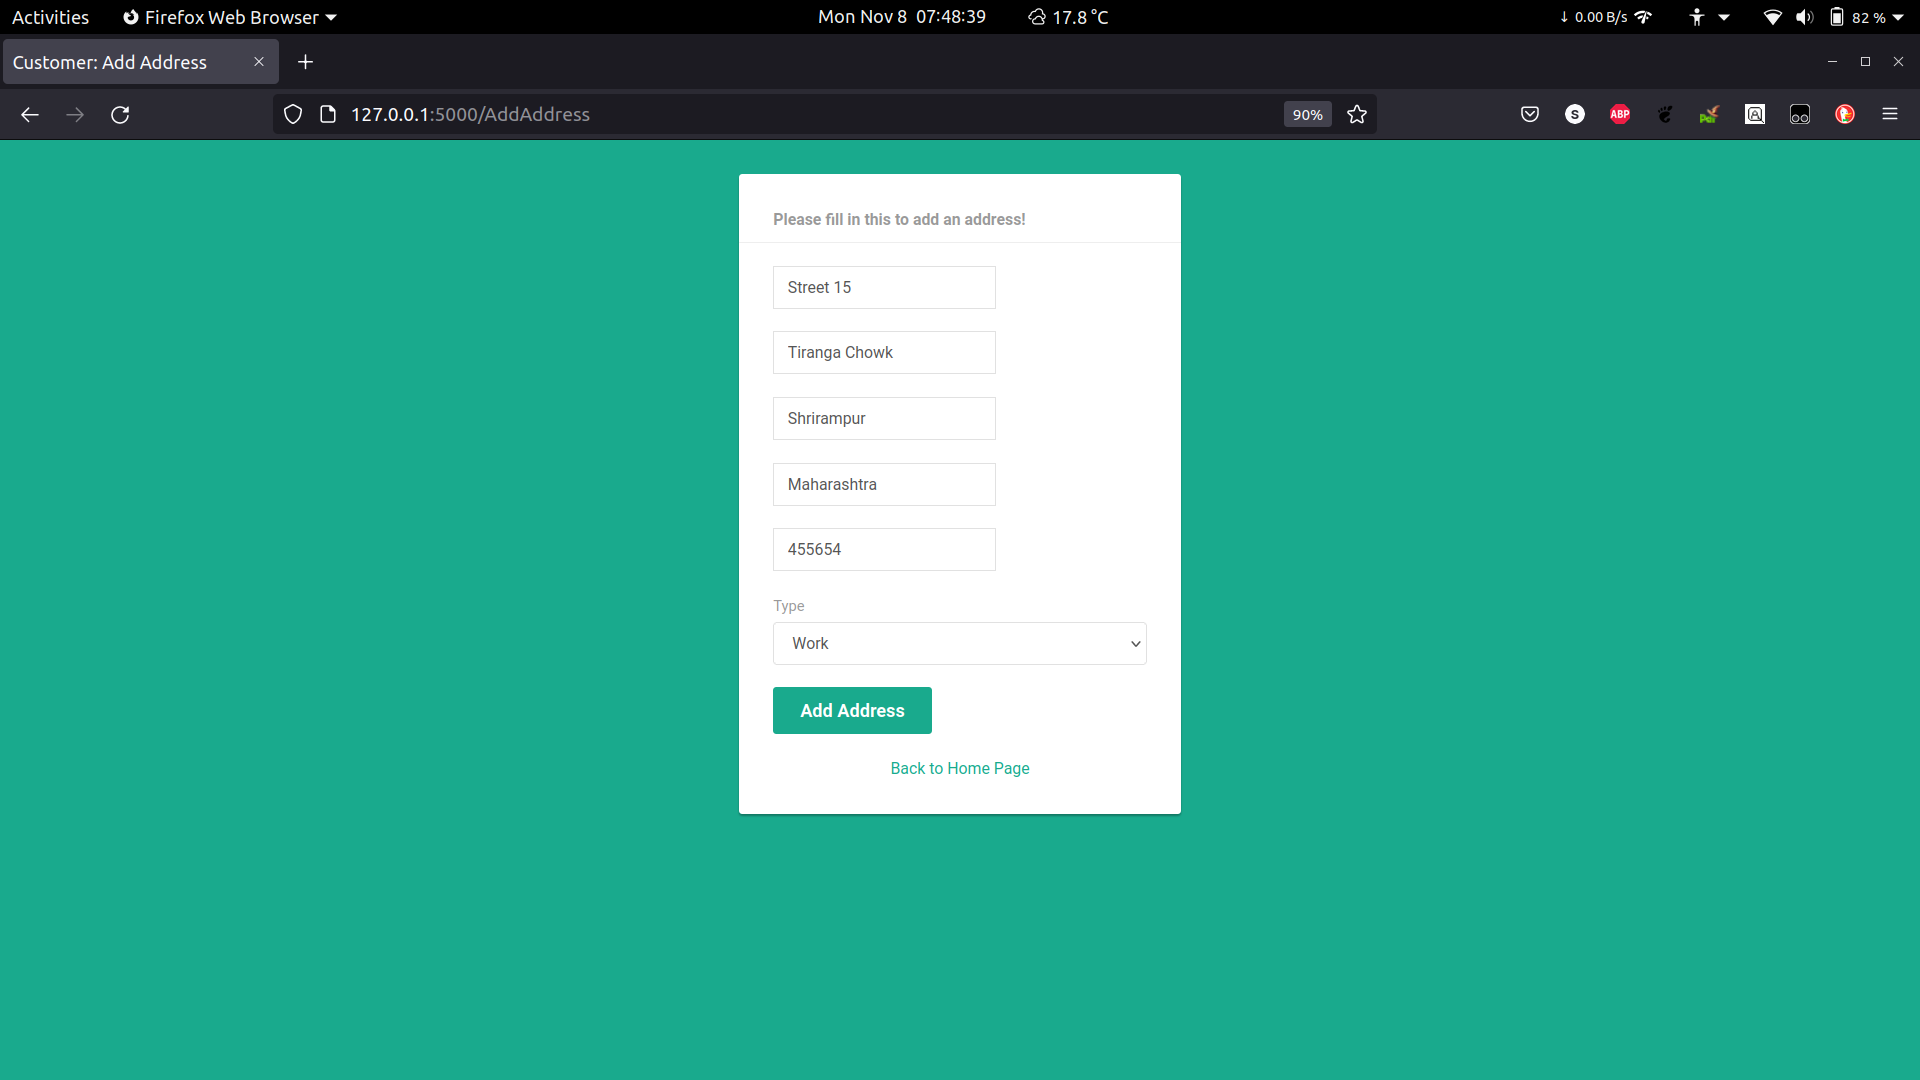 Activities Firefox Web Browser Mon Nov 8 07:48:39 17.8 °C ↓ 0.00 B/s 82 %
Customer: Add Address
127.0.0.1:5000/AddAddress 90% S ABP
Please fill in this to add an address!
Street 15
Tiranga Chowk
Shrirampur
Maharashtra
455654
Type
Work
Add Address
Back to Home Page